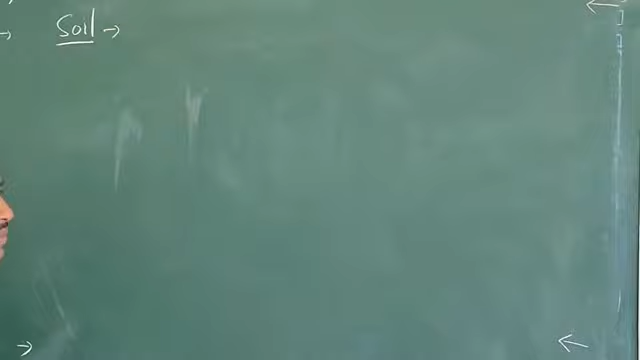 → Soil →